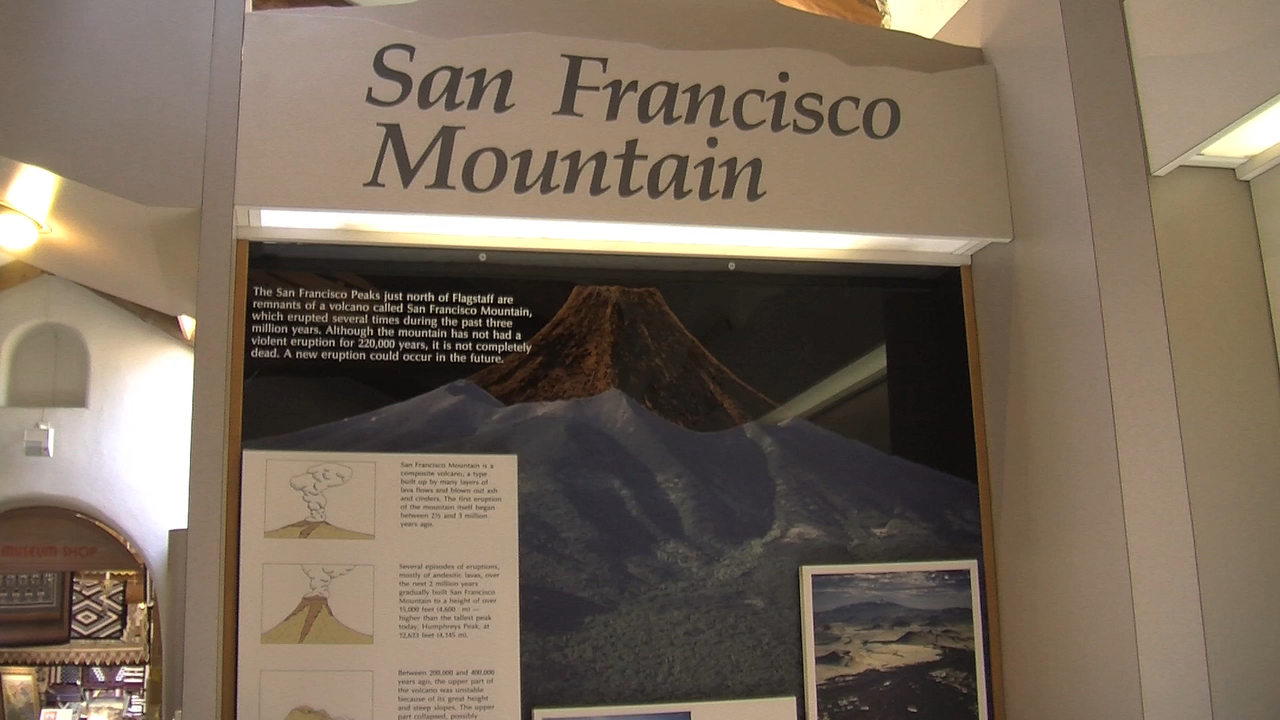 San Francisco
Mountain
The San Francisco Peaks just north of Flagstaff are
remnants of a volcano called San Francisco Mountain,
which erupted several times during the past three
million years. Although the mountain has not had a
violent eruption for 220,000 years, it is not completely
dead. A new eruption could occur in the future.
San Francisco Mountain is a
composite volcano, a type
built up by many layers of
lava flows and blown out ash
and cinders. The first eruption
of the mountain itself began
between 2½ and 3 million
years ago.
Several episodes of eruptions,
mostly of andesitic lavas, over
the next 2 million years
gradually built San Francisco
Mountain to a height of over
15,000 feet (4,600 m) —
higher than the tallest peak
today, Humphreys Peak, at
12,633 feet (4,145 m).
Between 200,000 and 400,000
years ago, the upper part of
the volcano was unstable
because of its great height
and steep slopes. The upper
part collapsed, possibly
MUSEUM SHOP